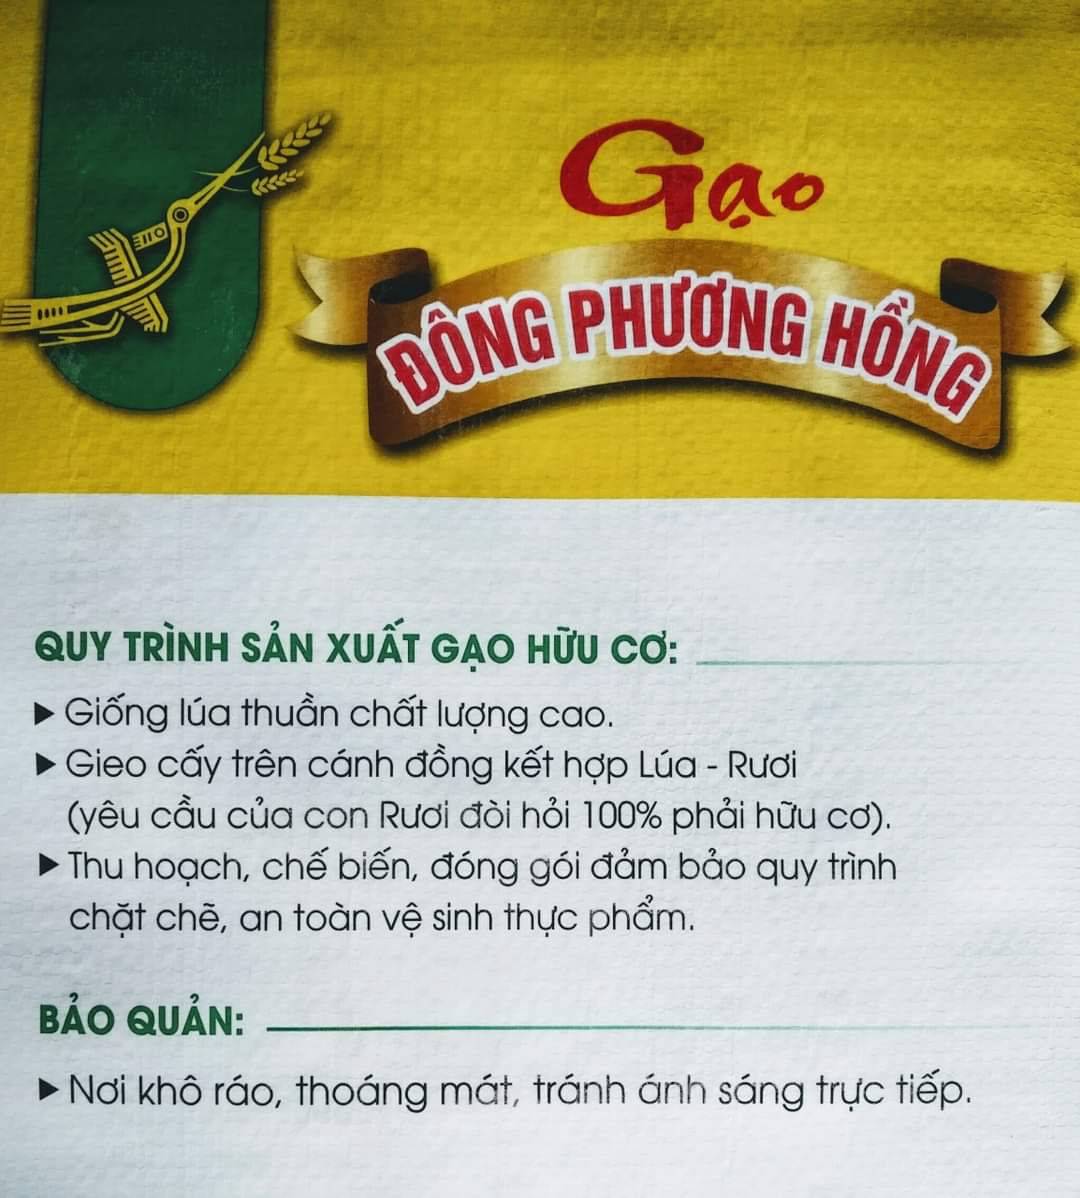 Gạo
ĐÔNG PHƯƠNG HỒNG
QUY TRÌNH SẢN XUẤT GẠO HỮU CƠ:
▶ Giống lúa thuần chất lượng cao.
▶ Gieo cấy trên cánh đồng kết hợp Lúa - Rươi
(yêu cầu của con Rươi đòi hỏi 100% phải hữu cơ).
▶ Thu hoạch, chế biến, đóng gói đảm bảo quy trình
chặt chẽ, an toàn vệ sinh thực phẩm.
BẢO QUẢN:
▶ Nơi khô ráo, thoáng mát, tránh ánh sáng trực tiếp.